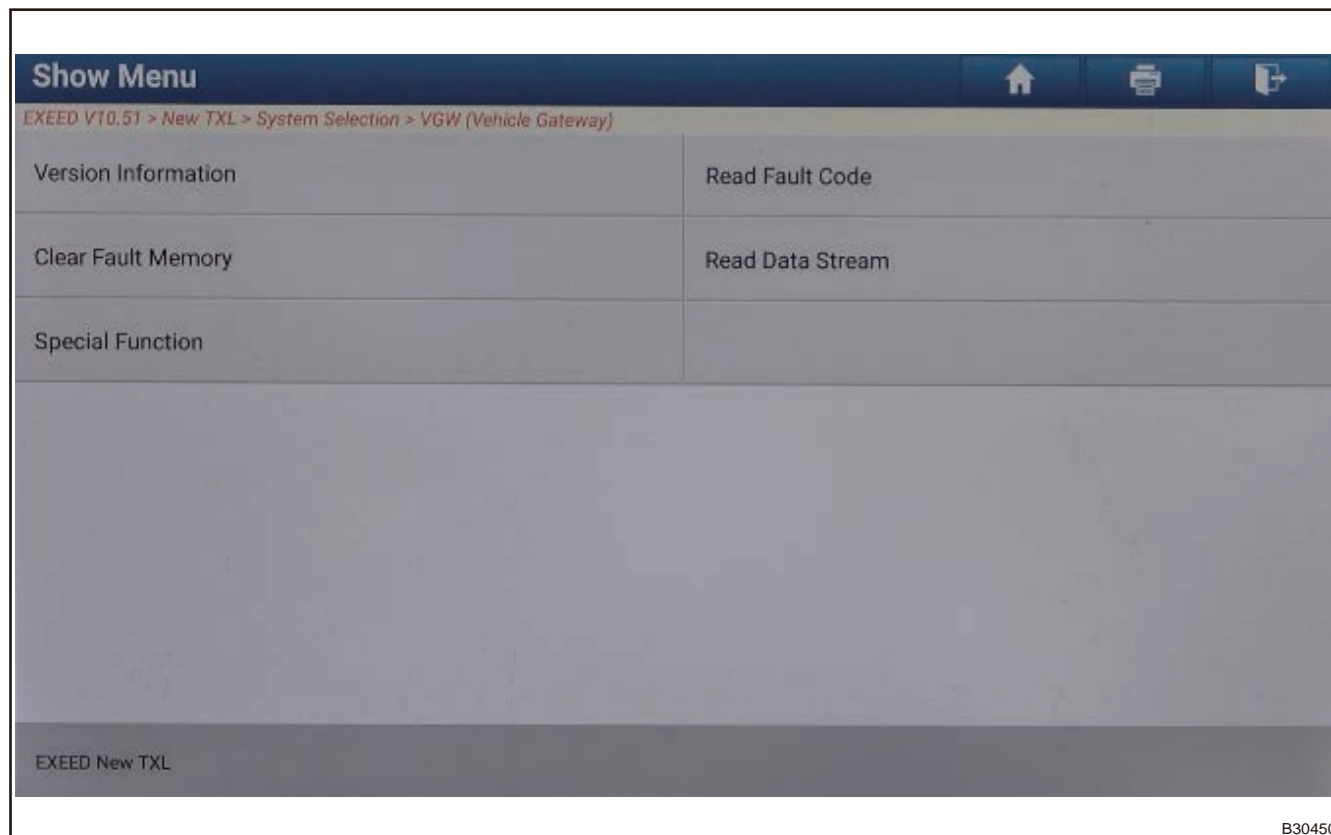 Show Menu
EXEED V10.51 > New TXL > System Selection > VGW (Vehicle Gateway)
Version Information
Read Fault Code
Clear Fault Memory
Read Data Stream
Special Function
EXEED New TXL
B30450